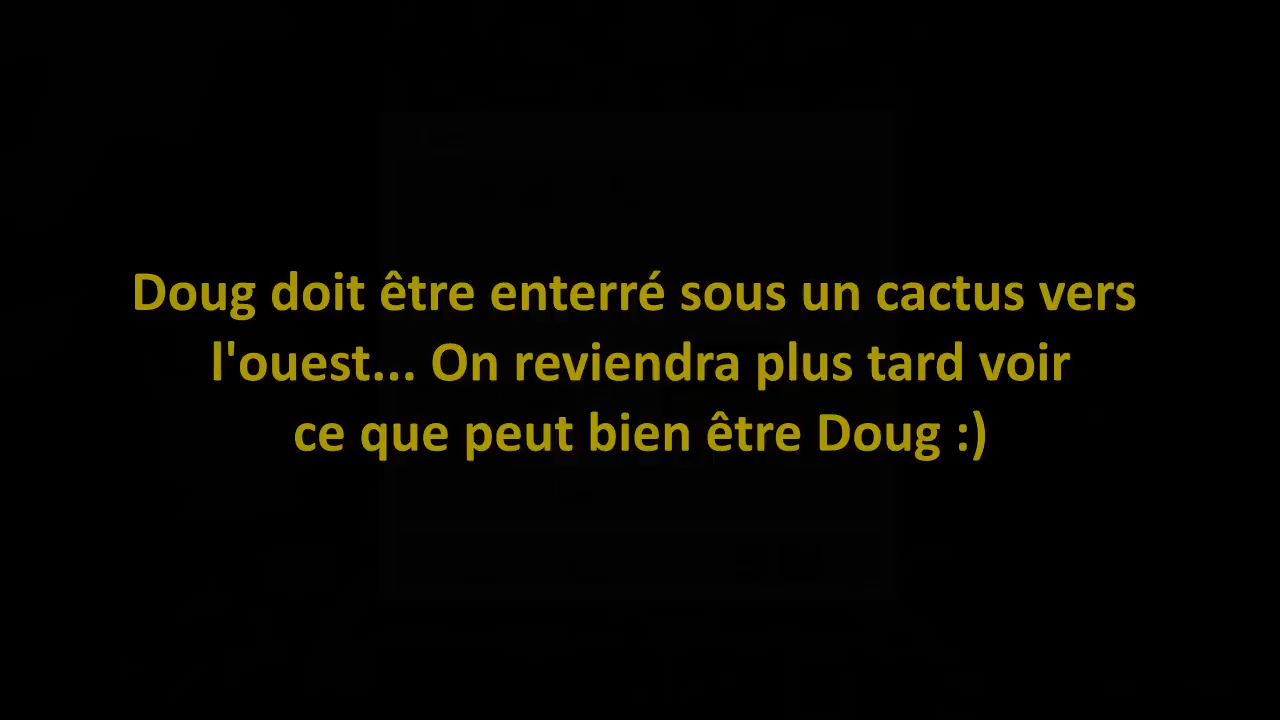 Doug doit être enterré sous un cactus vers
l'ouest... On reviendra plus tard voir
ce que peut bien être Doug :)